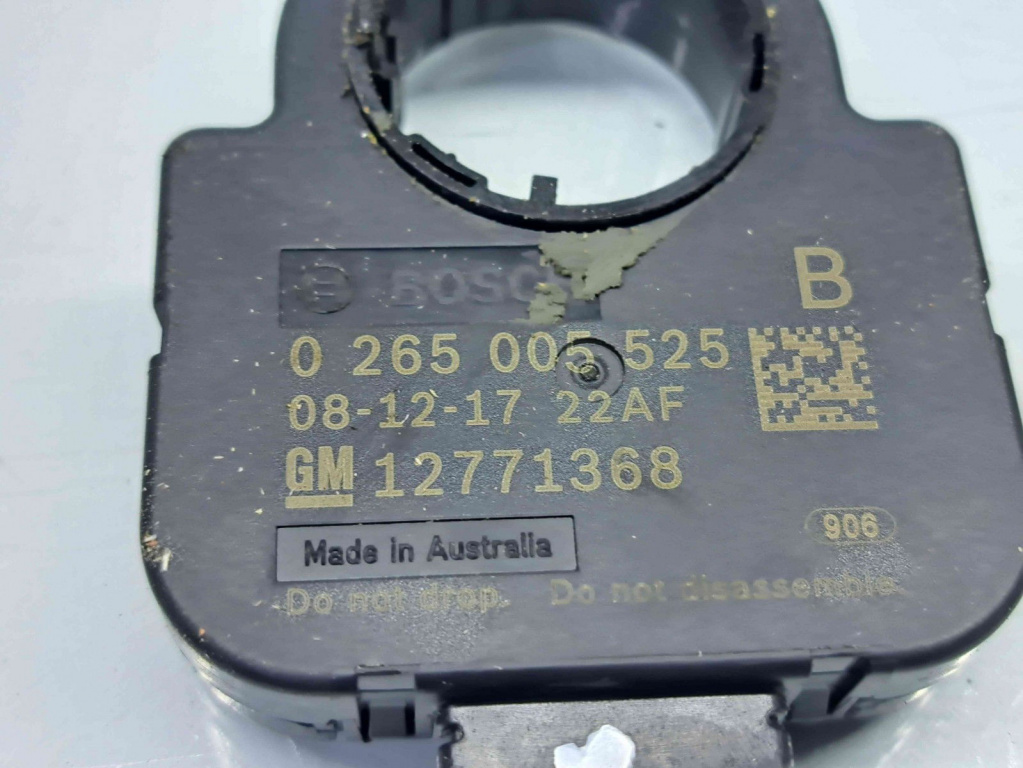 BOSCH
B
0 265 005 525
08-12-17 22AF
GM 12771368
906
Made in Australia
Do not drop. Do not disassemble.